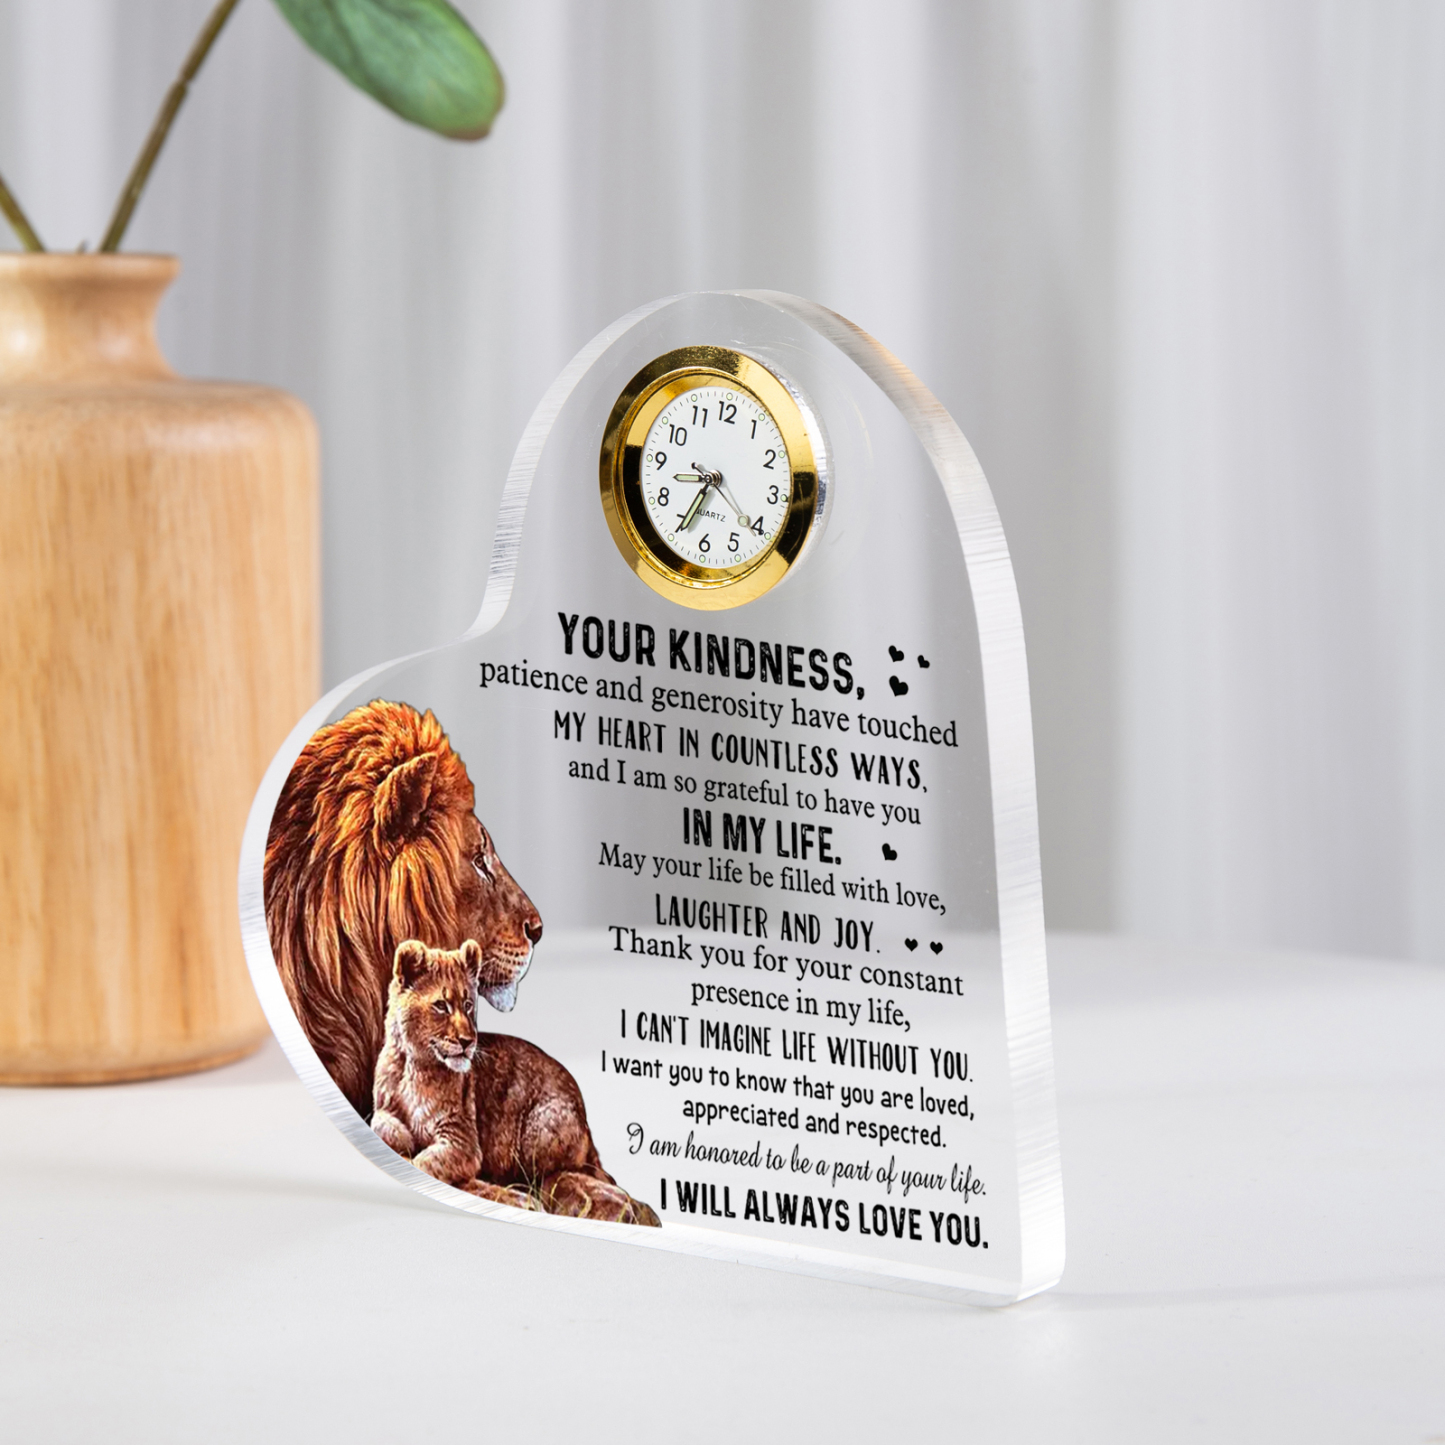 12
11
1
10
2
9
3
8
4
5
6
YOUR KINDNESS,
patience and generosity have touched
MY HEART IN COUNTLESS WAYS,
and I am so grateful to have you
IN MY LIFE.
May your life be filled with love,
LAUGHTER AND JOY.
Thank you for your constant
presence in my life,
I CAN'T IMAGINE LIFE WITHOUT YOU.
I want you to know that you are loved,
appreciated and respected.
I am honored to be a part of your life.
I WILL ALWAYS LOVE YOU.